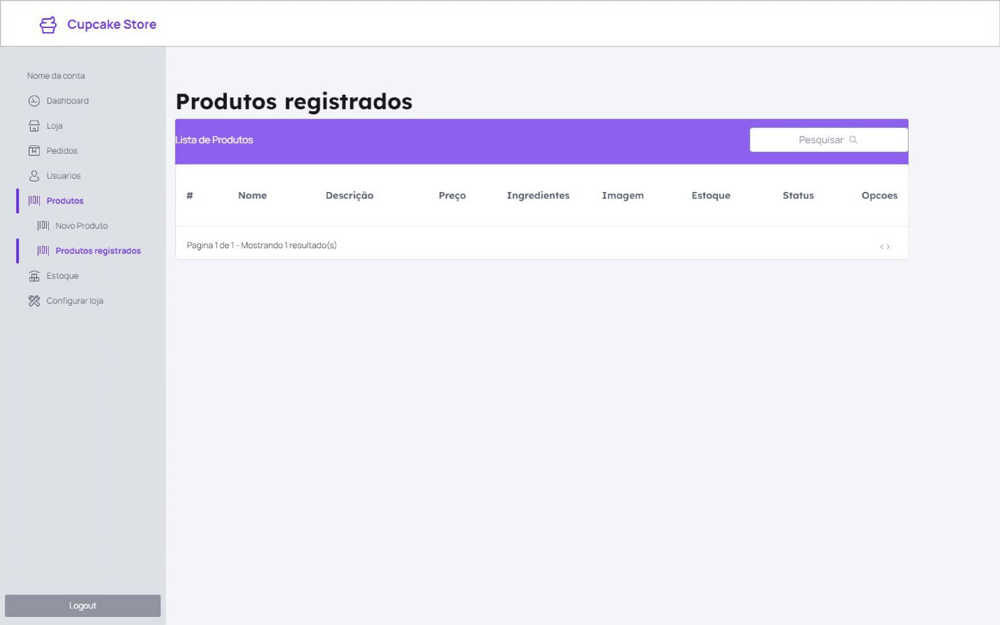 Cupcake Store
Nome da conta
Dashboard
Loja
Pedidos
Usuarios
Produtos
Novo Produto
Produtos registrados
Estoque
Configurar loja
Logout
Produtos registrados
Lista de Produtos
Pesquisar
# Nome Descrição Preço Ingredientes Imagem Estoque Status Opcoes
Pagina 1 de 1 - Mostrando 1 resultado(s)
< >